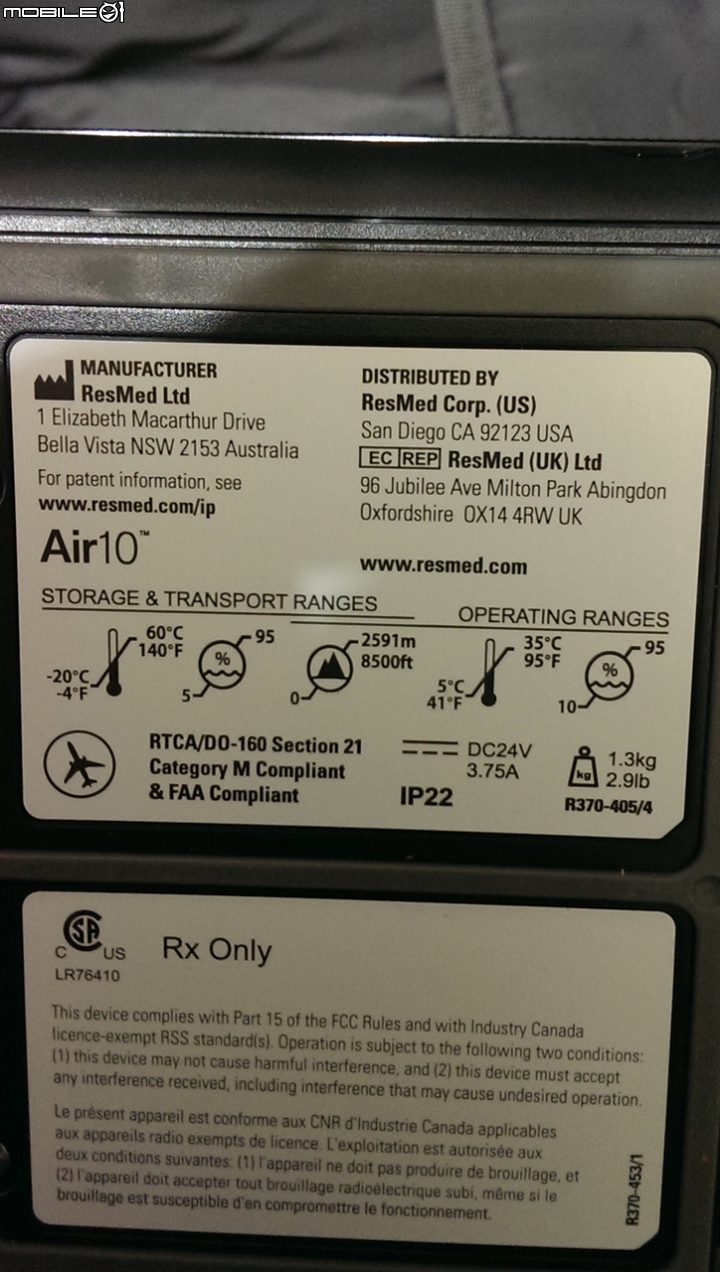 MOBILE01
MANUFACTURER
ResMed Ltd
1 Elizabeth Macarthur Drive
Bella Vista NSW 2153 Australia
For patent information, see
www.resmed.com/ip
Air10™
DISTRIBUTED BY
ResMed Corp. (US)
San Diego CA 92123 USA
EC REP ResMed (UK) Ltd
96 Jubilee Ave Milton Park Abingdon
Oxfordshire OX14 4RW UK
www.resmed.com
STORAGE & TRANSPORT RANGES
OPERATING RANGES
-20°C
-4°F
60°C
140°F
5
%
95
0
2591m
8500ft
5°C
41°F
35°C
95°F
10
%
95
RTCA/DO-160 Section 21
Category M Compliant
& FAA Compliant
DC24V
3.75A
IP22
kg
1.3kg
2.9lb
R370-405/4
C SA US
LR76410
Rx Only
This device complies with Part 15 of the FCC Rules and with Industry Canada
licence-exempt RSS standard(s). Operation is subject to the following two conditions:
(1) this device may not cause harmful interference, and (2) this device must accept
any interference received, including interference that may cause undesired operation.
Le présent appareil est conforme aux CNR d'Industrie Canada applicables
aux appareils radio exempts de licence. L'exploitation est autorisée aux
deux conditions suivantes: (1) l'appareil ne doit pas produire de brouillage, et
(2) l'appareil doit accepter tout brouillage radioélectrique subi, même si le
brouillage est susceptible d'en compromettre le fonctionnement.
R370-453/1